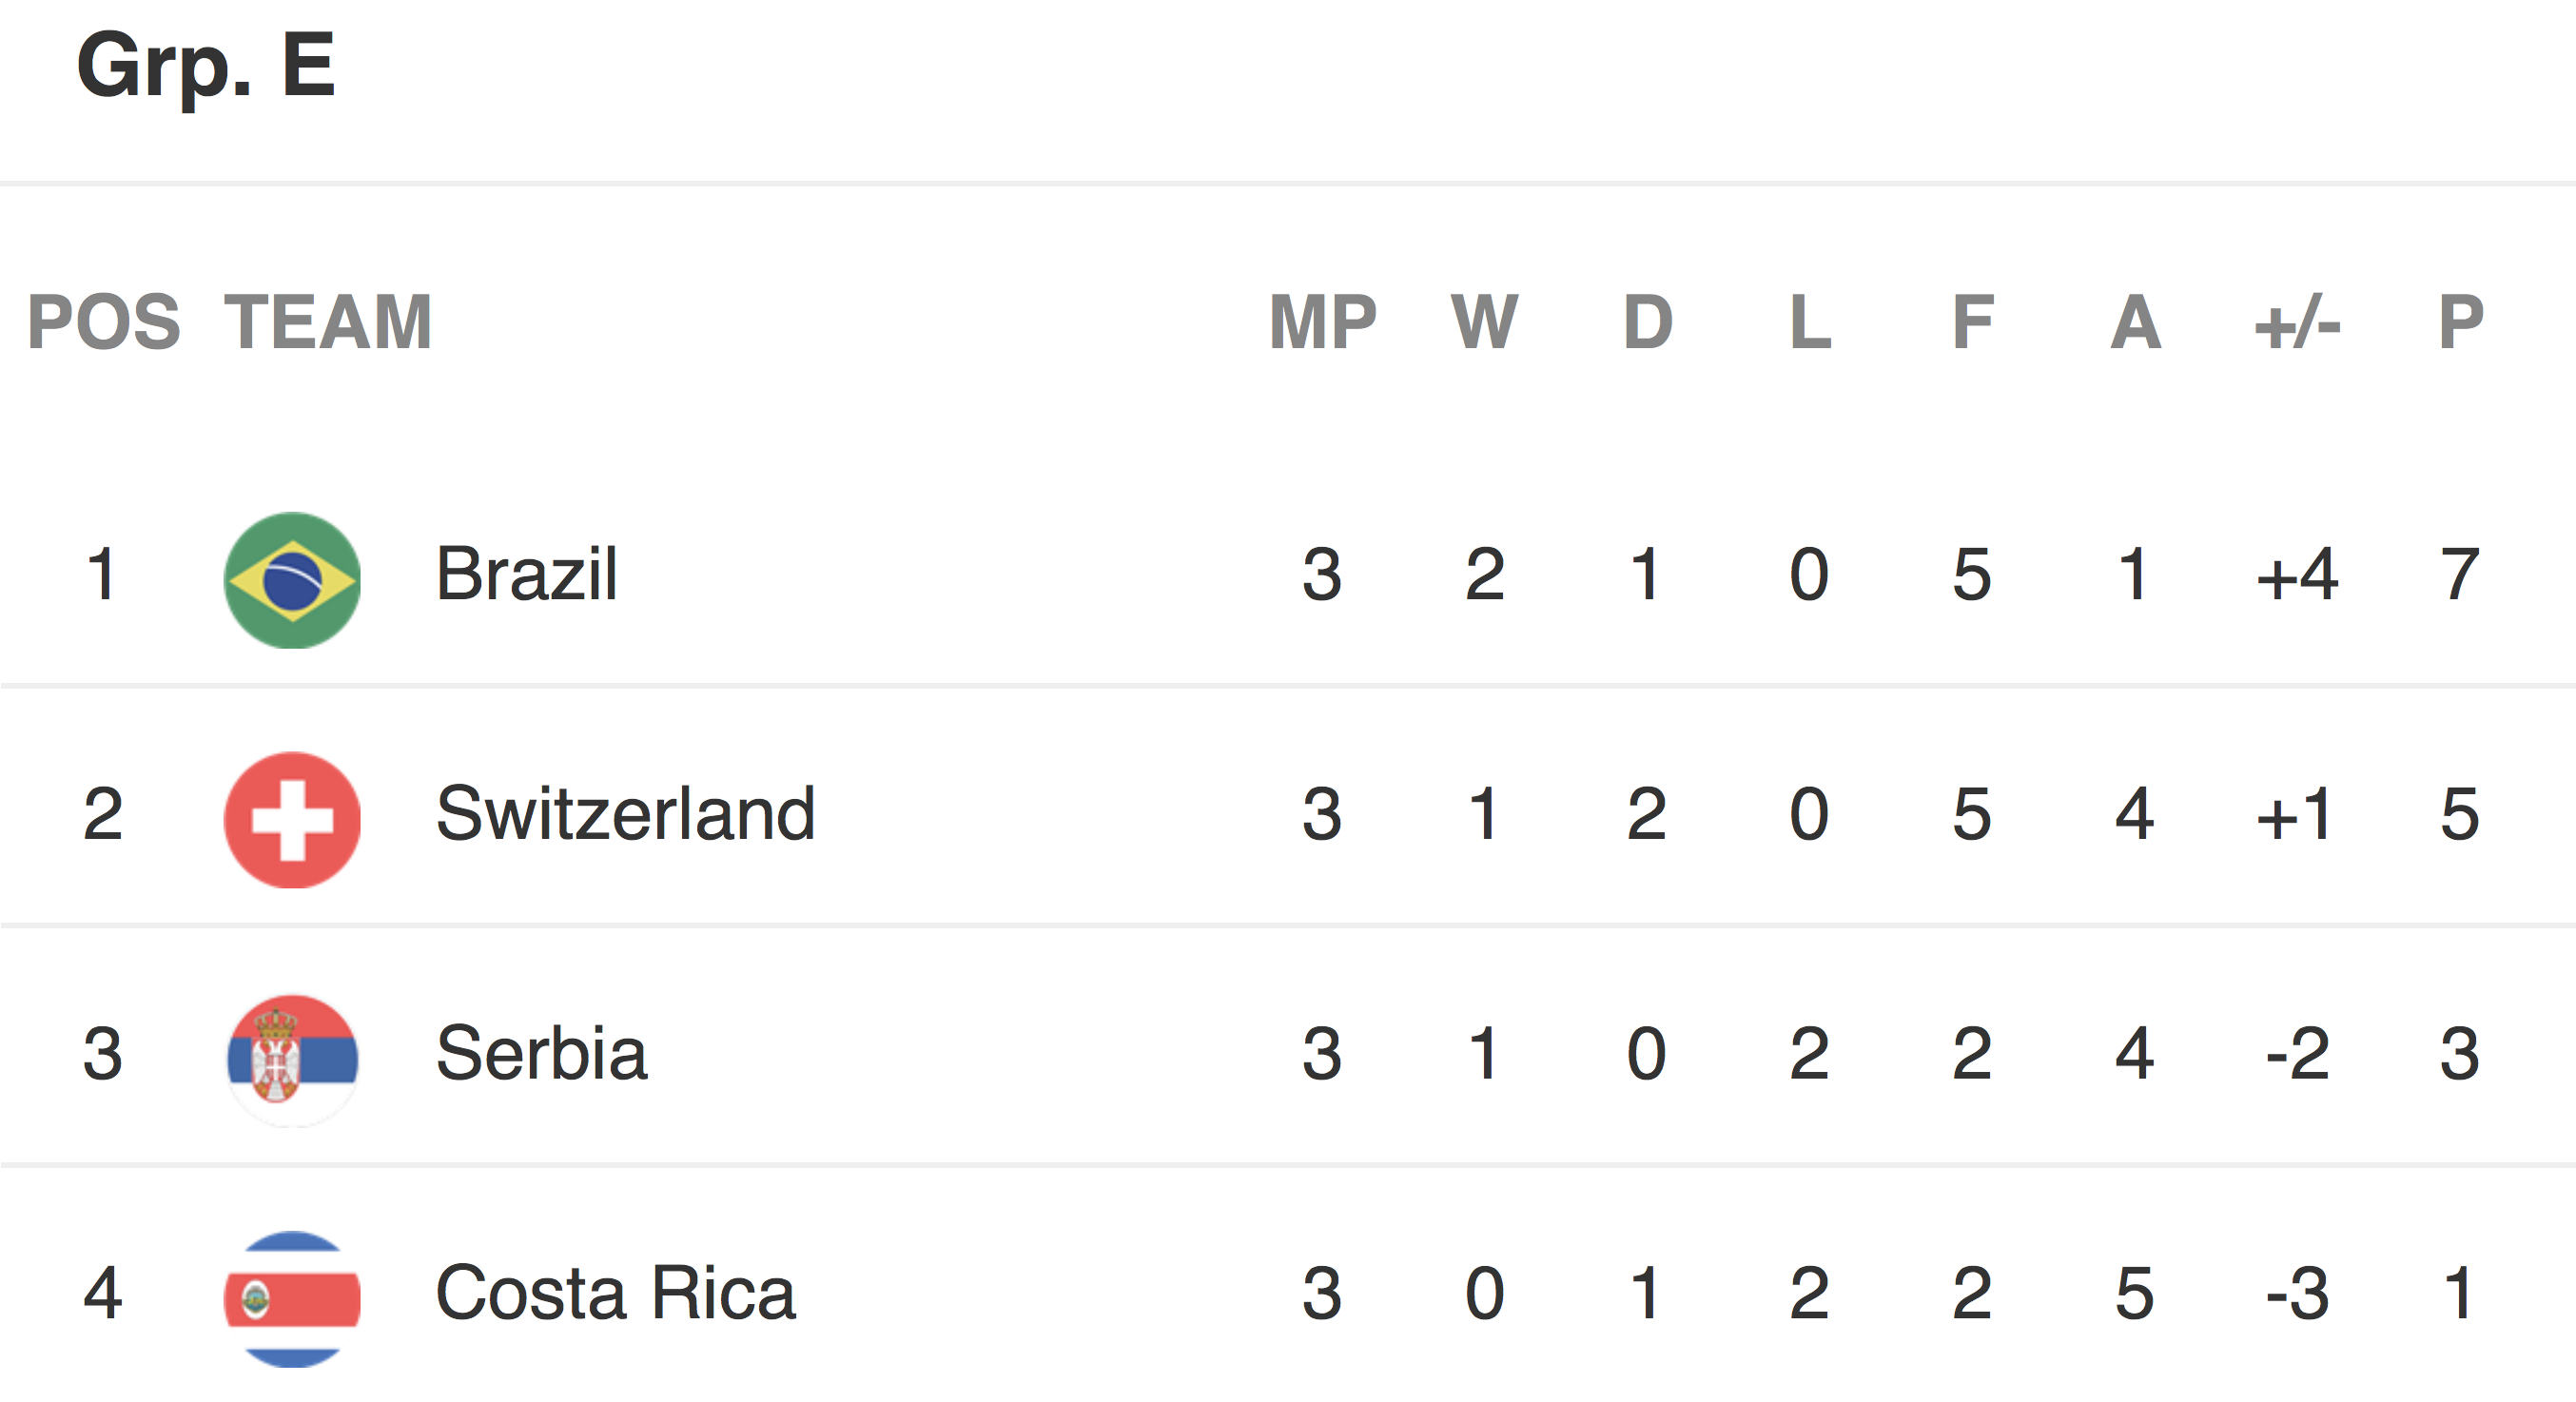 Grp. E
POS TEAM MP W D L F A +/- P
1 Brazil 3 2 1 0 5 1 +4 7
2 Switzerland 3 1 2 0 5 4 +1 5
3 Serbia 3 1 0 2 2 4 -2 3
4 Costa Rica 3 0 1 2 2 5 -3 1